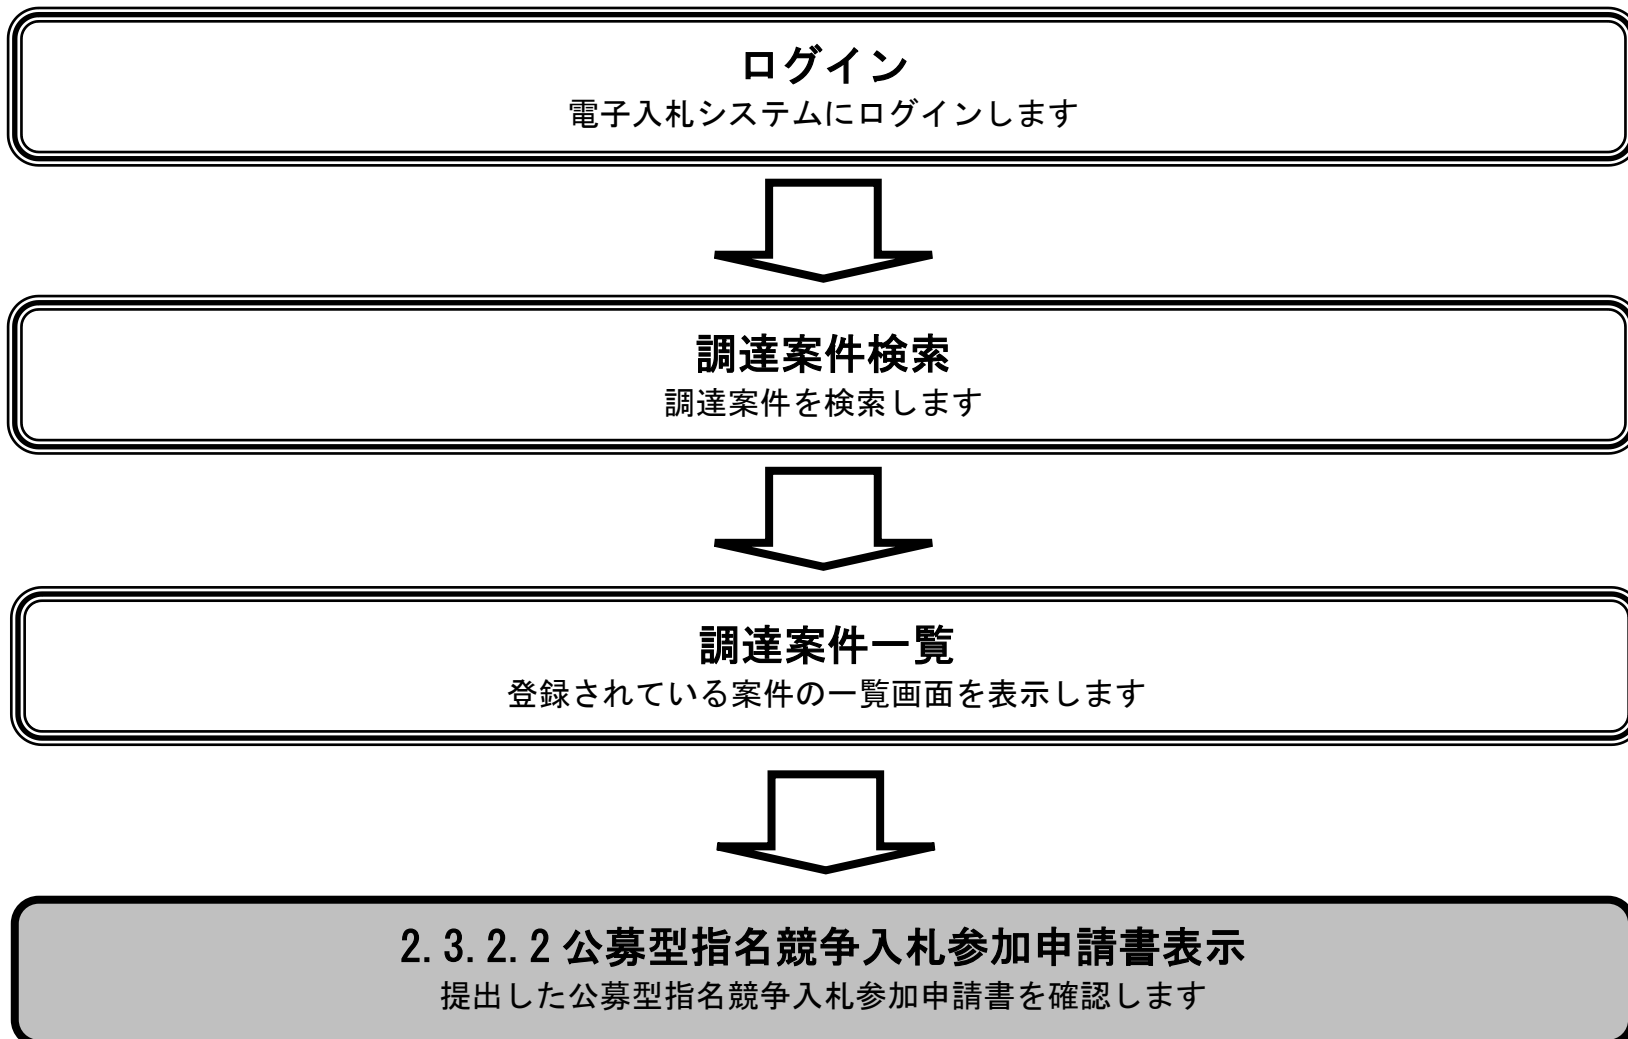 ログイン
電子入札システムにログインします
調達案件検索
調達案件を検索します
調達案件一覧
登録されている案件の一覧画面を表示します
2.3.2.2 公募型指名競争入札参加申請書表示
提出した公募型指名競争入札参加申請書を確認します